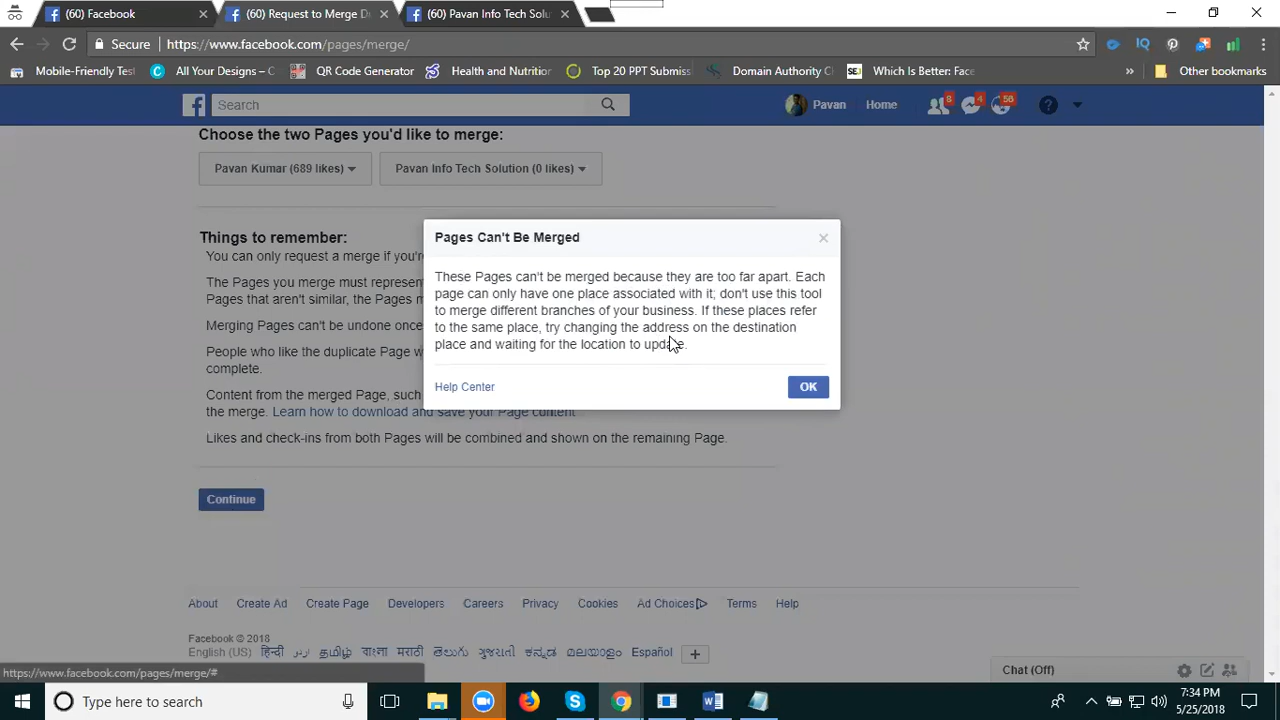 (60) Facebook
(60) Request to Merge D
(60) Pavan Info Tech Solu
Secure
https://www.facebook.com/pages/merge/
Mobile-Friendly Test
All Your Designs – C
QR Code Generator
Health and Nutrition
Top 20 PPT Submiss
Domain Authority C
Which Is Better: Face
»
Other bookmarks
Search
Pavan
Home
8
4
56
Choose the two Pages you'd like to merge:
Pavan Kumar (689 likes)
Pavan Info Tech Solution (0 likes)
Things to remember:
You can only request a merge if you'r
The Pages you merge must represent
Pages that aren't similar, the Pages m
Merging Pages can't be undone once
People who like the duplicate Page w
complete.
Content from the merged Page, such
the merge. Learn how to download and save your Page content
Likes and check-ins from both Pages will be combined and shown on the remaining Page.
Pages Can't Be Merged
These Pages can't be merged because they are too far apart. Each
page can only have one place associated with it; don't use this tool
to merge different branches of your business. If these places refer
to the same place, try changing the address on the destination
place and waiting for the location to update.
Help Center
OK
Continue
About
Create Ad
Create Page
Developers
Careers
Privacy
Cookies
Ad Choices
Terms
Help
Facebook © 2018
English (US) हिन्दी اردو தமிழ் বাংলা मराठी తెలుగు ગુજરાતી ಕನ್ನಡ മലയാളം Español
https://www.facebook.com/pages/merge/#
Chat (Off)
Type here to search
7:34 PM
5/25/2018